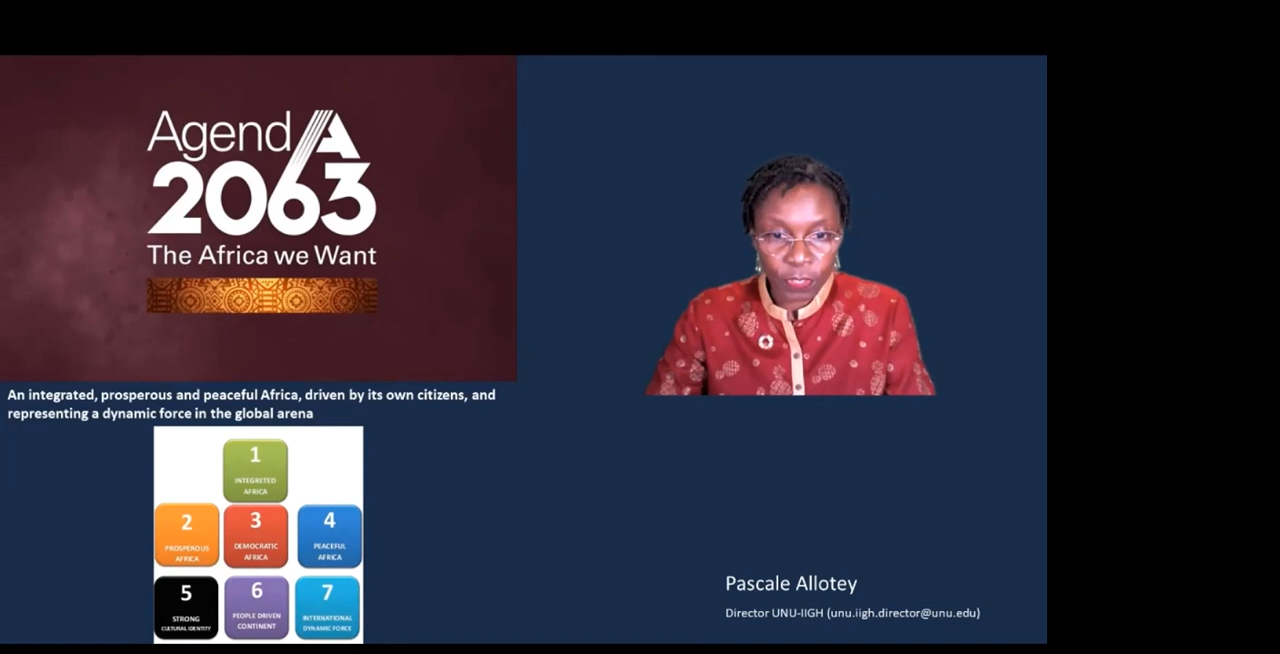 AgendA
2063
The Africa we Want
An integrated, prosperous and peaceful Africa, driven by its own citizens, and
representing a dynamic force in the global arena
1
INTEGRETED
AFRICA
2
PROSPEROUS
AFRICA
3
DEMOCRATIC
AFRICA
4
PEACEFUL
AFRICA
5
STRONG
CULTURAL IDENTITY
6
PEOPLE DRIVEN
CONTINENT
7
INTERNATIONAL
DYNAMIC FORCE
Pascale Allotey
Director UNU-IIGH (unu.iigh.director@unu.edu)